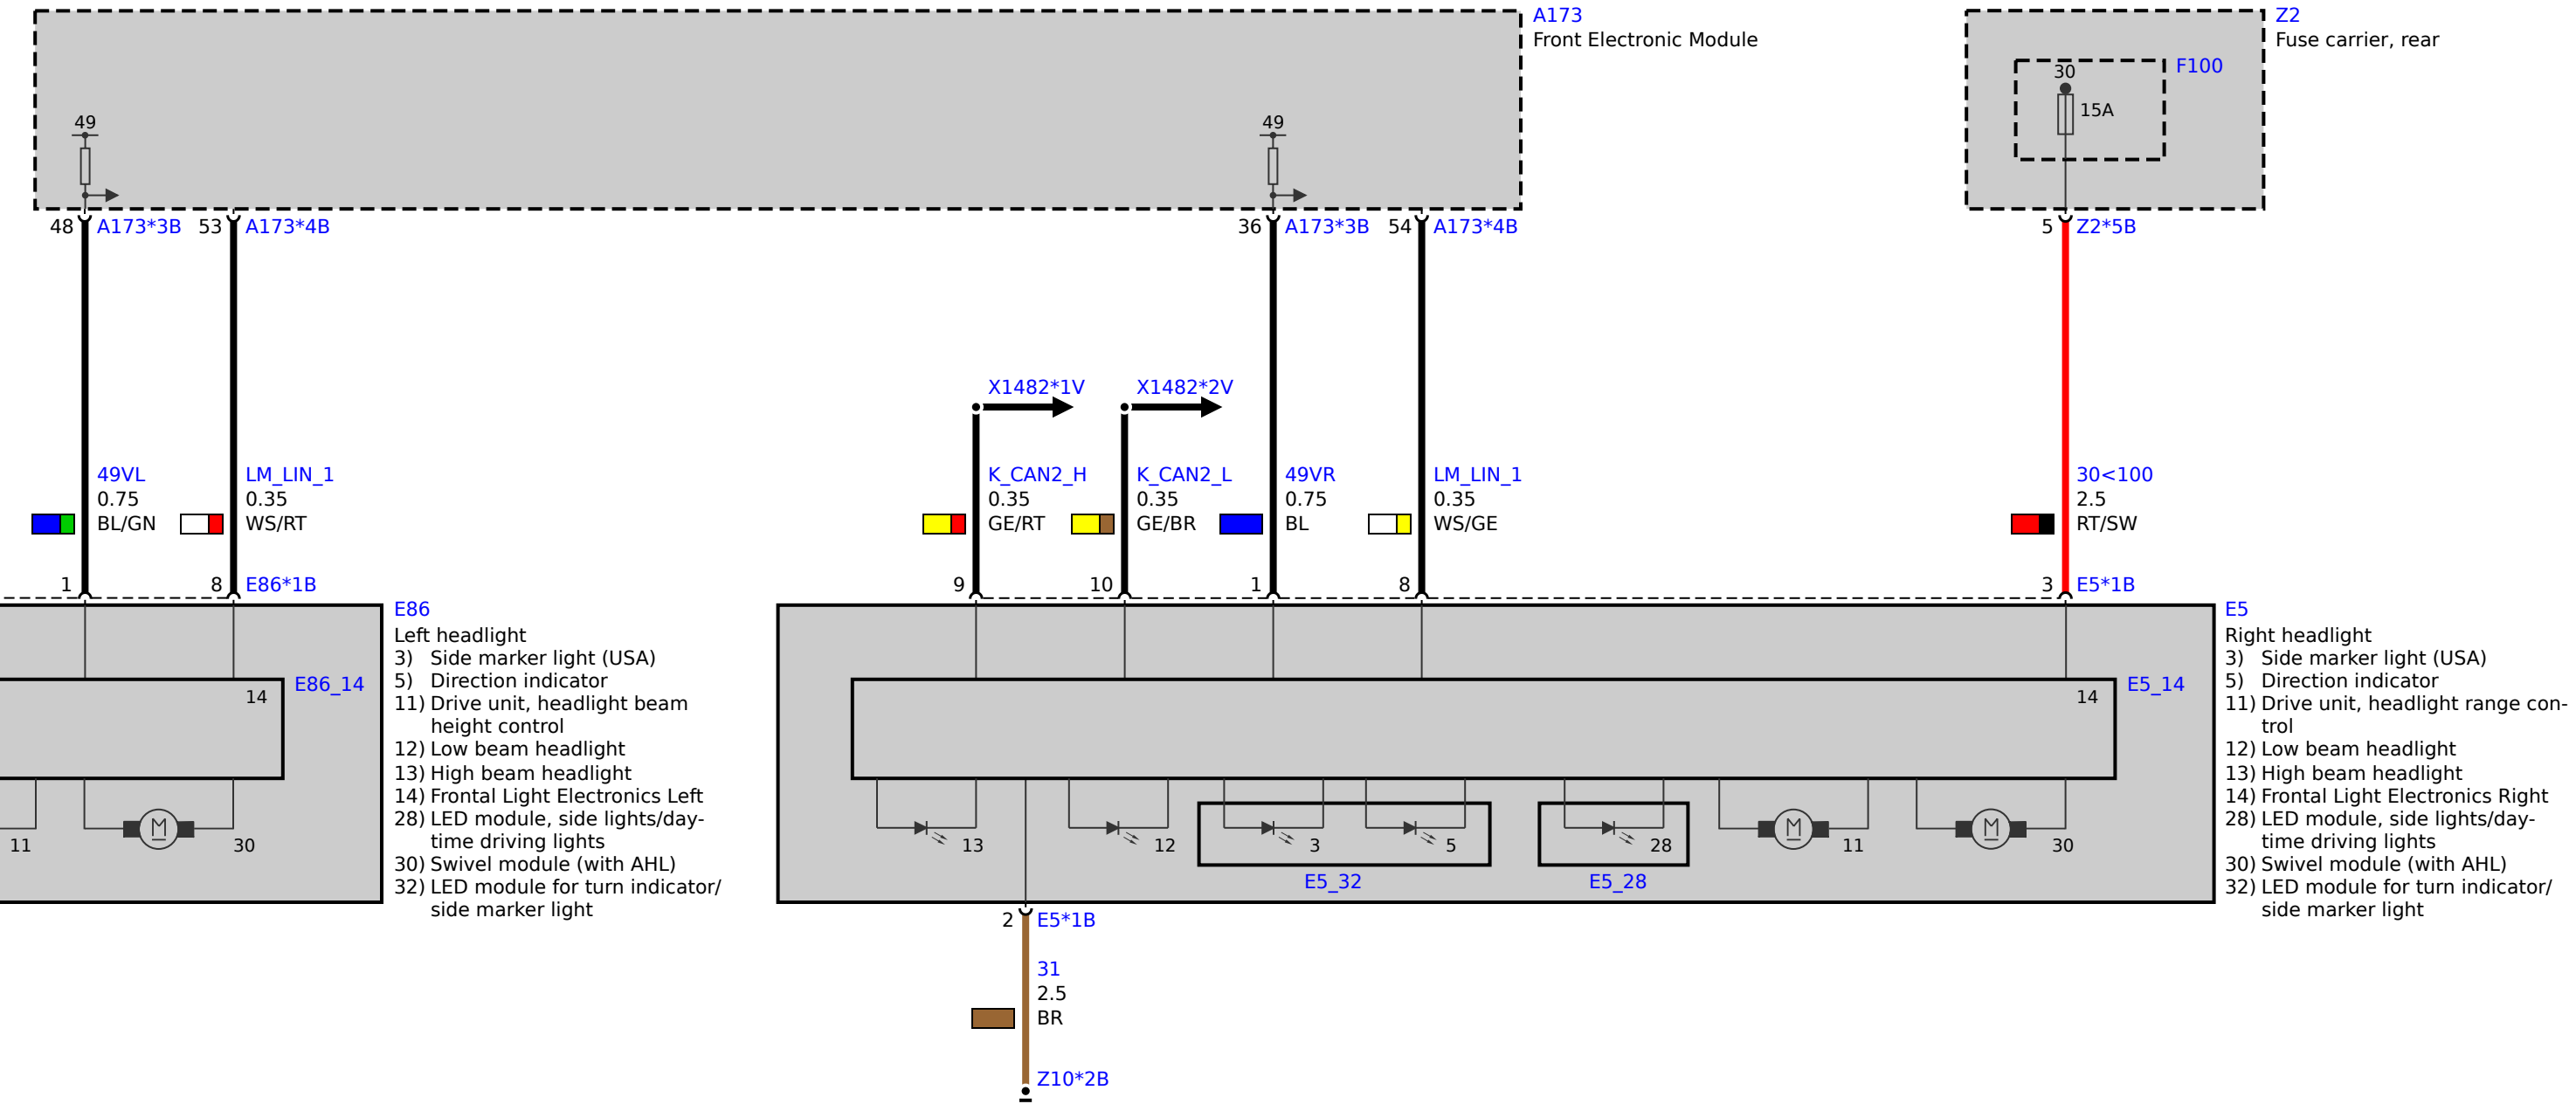 A173
Front Electronic Module
Z2
Fuse carrier, rear
F100
30
15A
49
49
48 A173*3B 53 A173*4B
36 A173*3B 54 A173*4B
5 Z2*5B
X1482*1V
X1482*2V
49VL
0.75
BL/GN
LM_LIN_1
0.35
WS/RT
K_CAN2_H
0.35
GE/RT
K_CAN2_L
0.35
GE/BR
49VR
0.75
BL
LM_LIN_1
0.35
WS/GE
30<100
2.5
RT/SW
1 8 E86*1B
9 10 1 8 3 E5*1B
E86
Left headlight
3) Side marker light (USA)
5) Direction indicator
11) Drive unit, headlight beam
height control
12) Low beam headlight
13) High beam headlight
14) Frontal Light Electronics Left
28) LED module, side lights/day-
time driving lights
30) Swivel module (with AHL)
32) LED module for turn indicator/
side marker light
14
E86_14
M
11
30
14
E5_14
13
12
3
5
28
M
11
M
30
E5_32
E5_28
E5
Right headlight
3) Side marker light (USA)
5) Direction indicator
11) Drive unit, headlight range con-
trol
12) Low beam headlight
13) High beam headlight
14) Frontal Light Electronics Right
28) LED module, side lights/day-
time driving lights
30) Swivel module (with AHL)
32) LED module for turn indicator/
side marker light
2 E5*1B
31
2.5
BR
Z10*2B